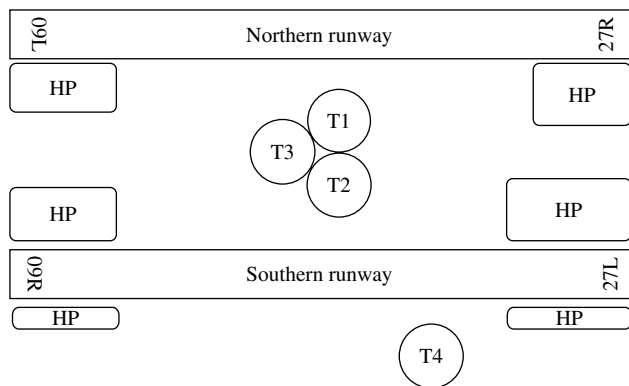 09L
Northern runway
27R
HP
HP
T1
T3
T2
HP
HP
09R
Southern runway
27L
HP
HP
T4